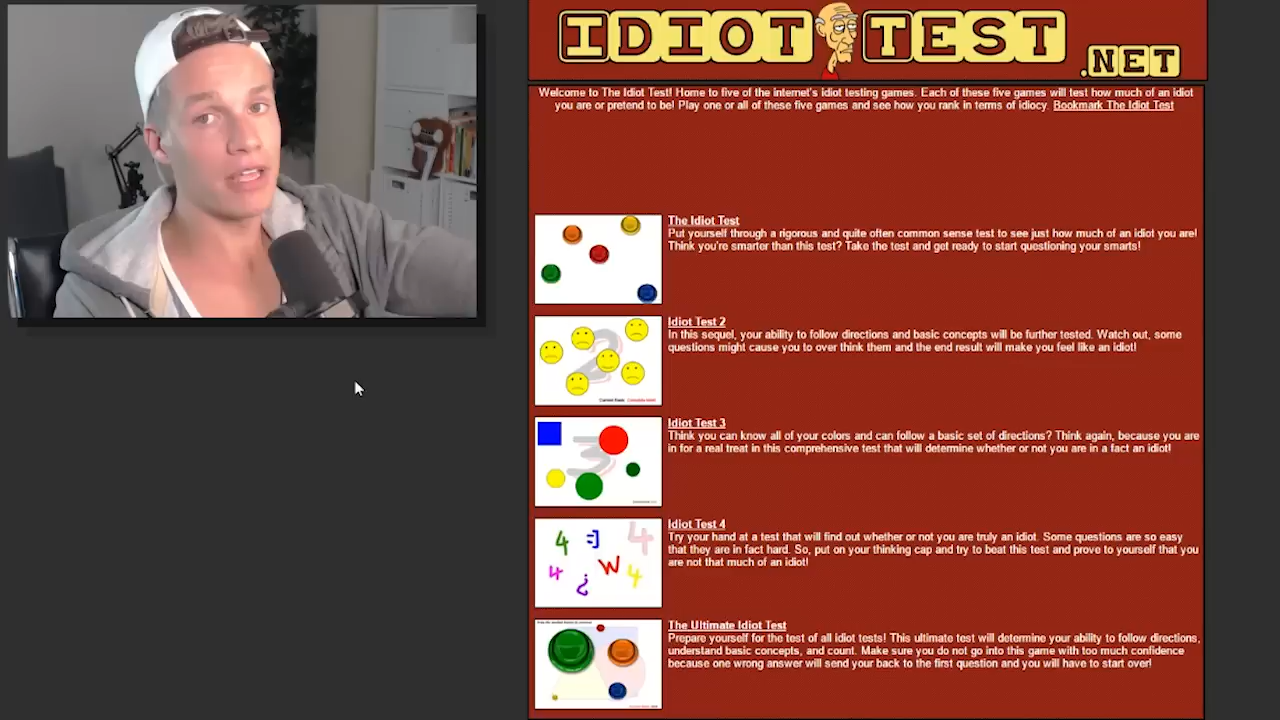 IDIOT TEST
.NET
Welcome to The Idiot Test! Home to five of the internet's idiot testing games. Each of these five games will test how much of an idiot
you are or pretend to be! Play one or all of these five games and see how you rank in terms of idiocy. Bookmark The Idiot Test
The Idiot Test
Put yourself through a rigorous and quite often common sense test to see just how much of an idiot you are!
Think you're smarter than this test? Take the test and get ready to start questioning your smarts!
2
Idiot Test 2
In this sequel, your ability to follow directions and basic concepts will be further tested. Watch out, some
questions might cause you to over think them and the end result will make you feel like an idiot!
3
Idiot Test 3
Think you can know all of your colors and can follow a basic set of directions? Think again, because you are
in for a real treat in this comprehensive test that will determine whether or not you are in a fact an idiot!
4 =] 4
4 ¿ W 4
Idiot Test 4
Try your hand at a test that will find out whether or not you are truly an idiot. Some questions are so easy
that they are in fact hard. So, put on your thinking cap and try to beat this test and prove to yourself that you
are not that much of an idiot!
The Ultimate Idiot Test
Prepare yourself for the test of all idiot tests! This ultimate test will determine your ability to follow directions,
understand basic concepts, and count. Make sure you do not go into this game with too much confidence
because one wrong answer will send your back to the first question and you will have to start over!